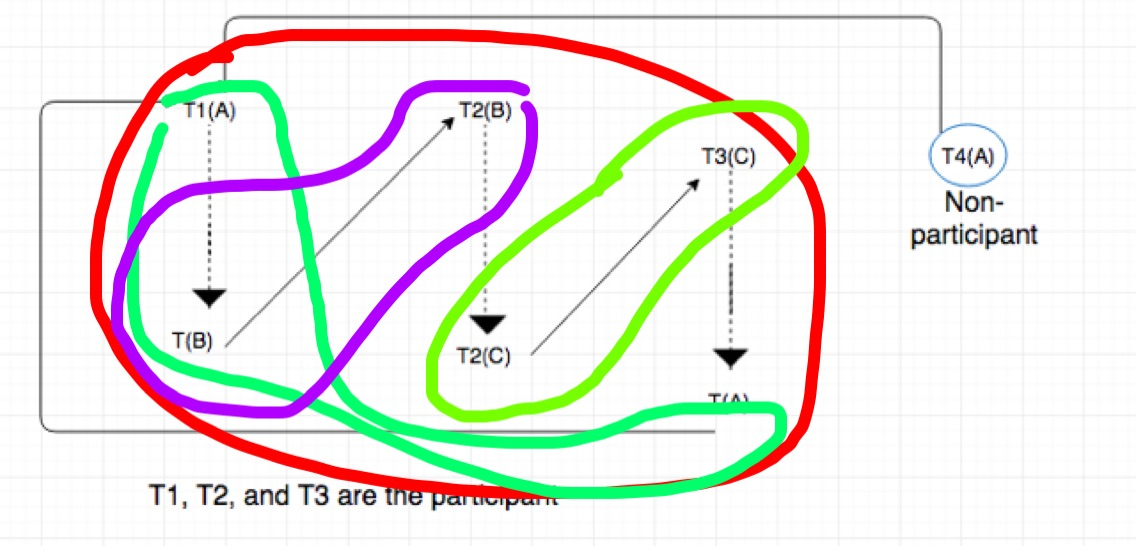 T1(A)
T2(B)
T3(C)
T4(A)
Non-
participant
T(B)
T2(C)
T(A)
T1, T2, and T3 are the participant